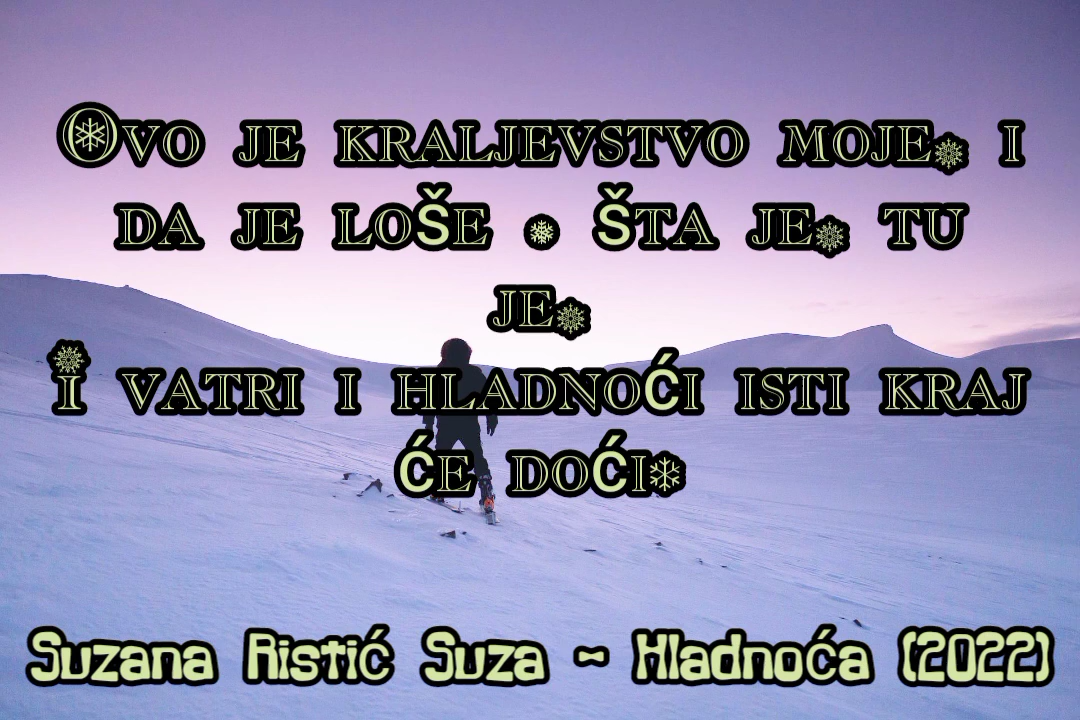 Ovo je kraljevstvo moje, i
da je loše - šta je, tu
je.
I vatri i hladnoći isti kraj
će doći.
Suzana Ristić Suza ~ Hladnoća (2022)